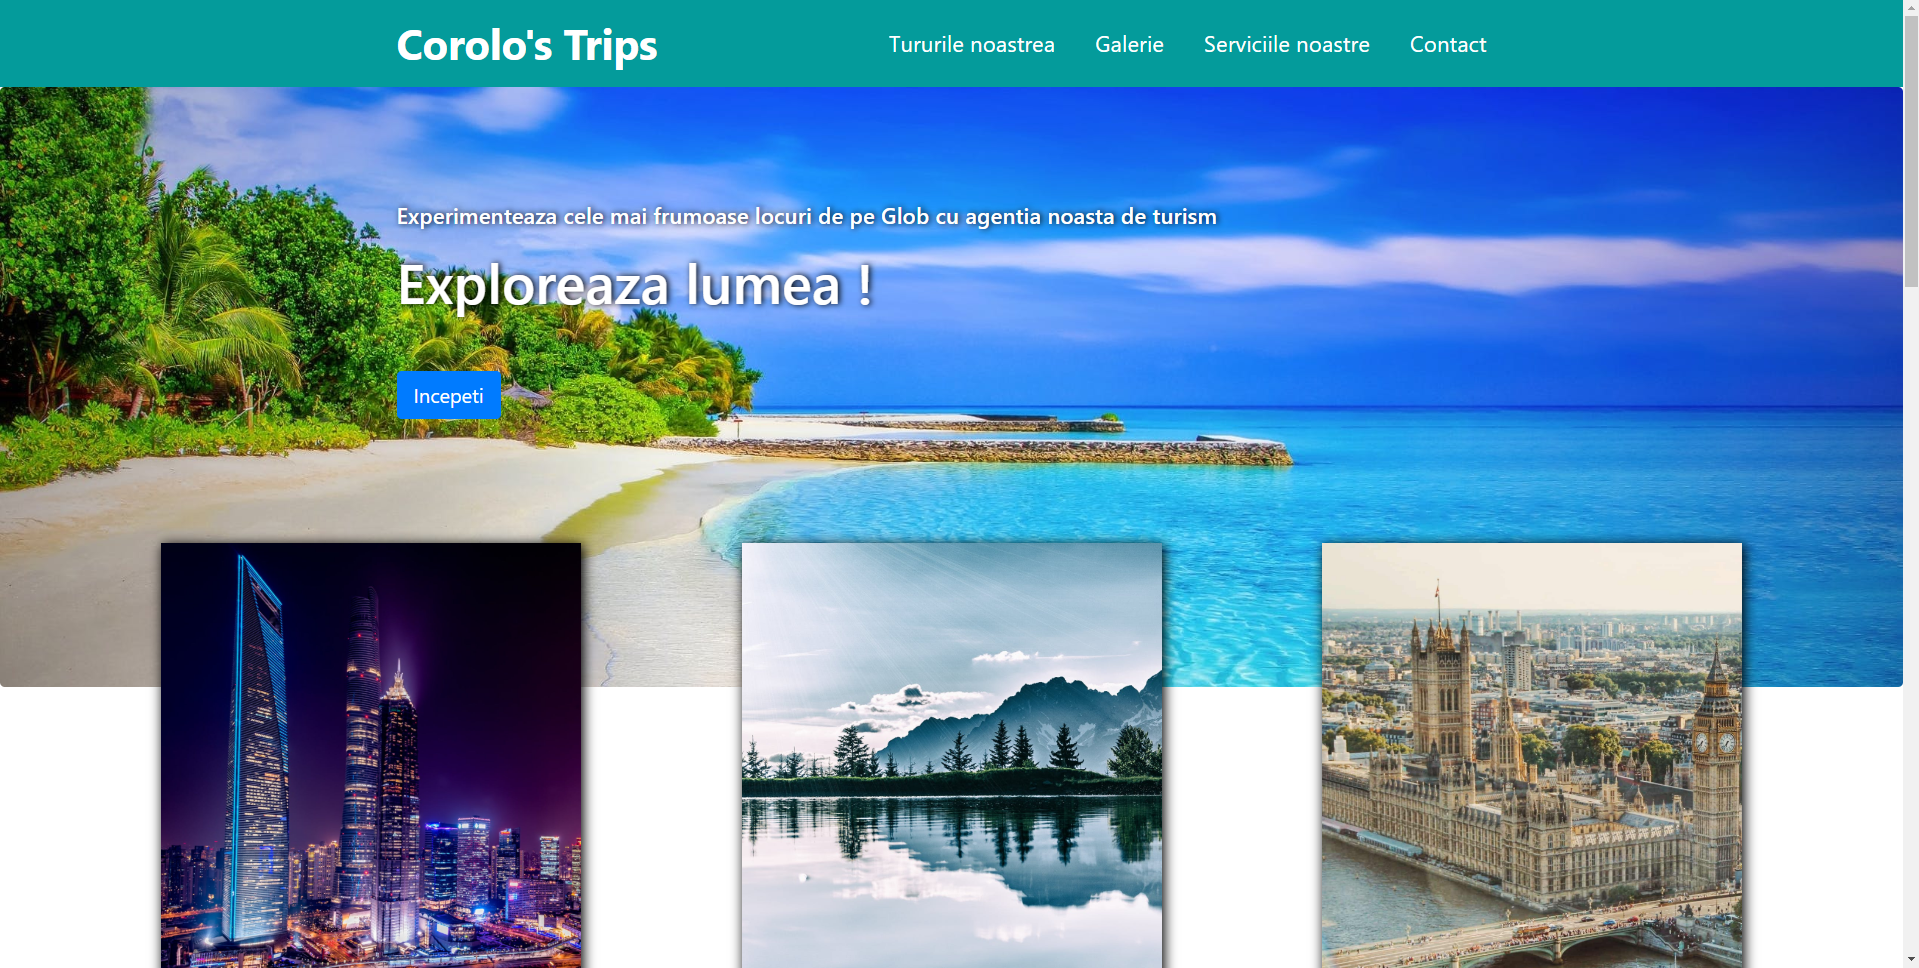 Corolo's Trips
Tururile noastrea
Galerie
Serviciile noastre
Contact
Experimenteaza cele mai frumoase locuri de pe Glob cu agentia noasta de turism
Exploreaza lumea !
Incepeti